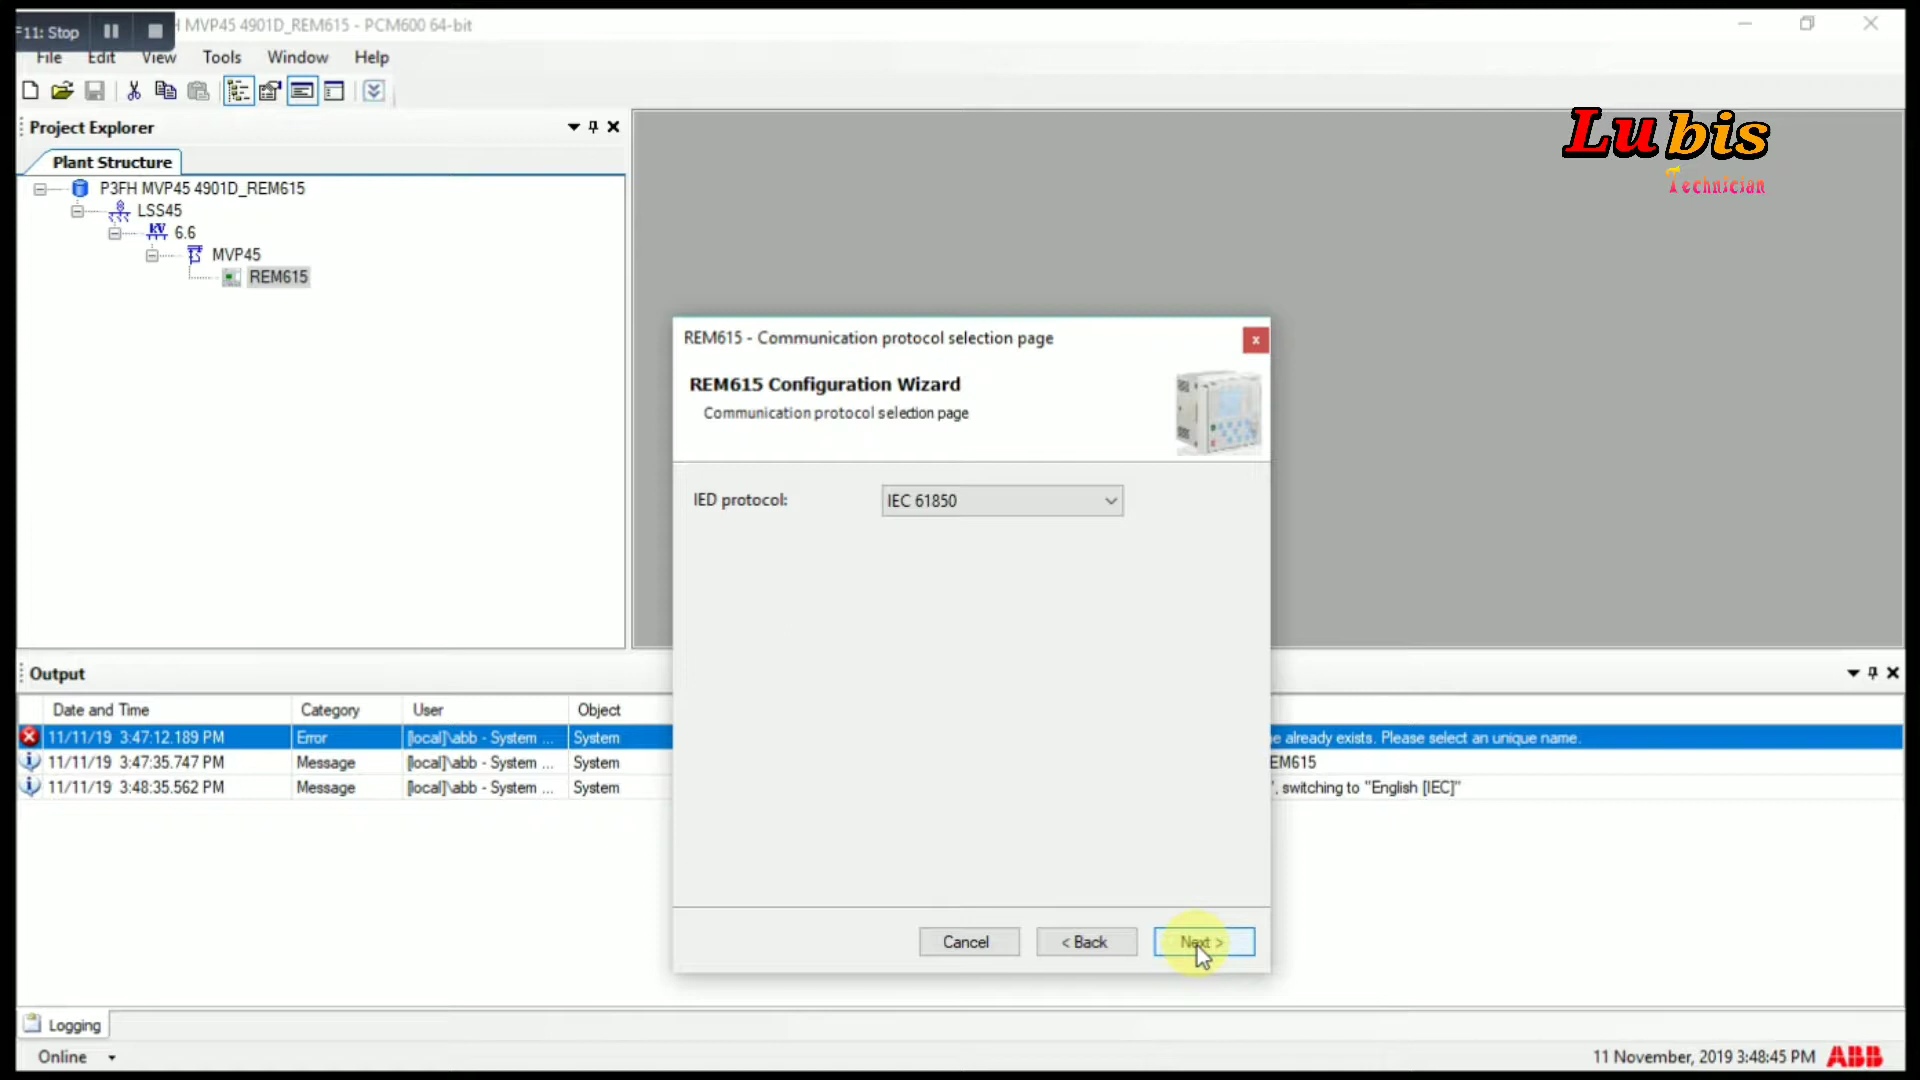 F11: Stop
H MVP45 4901D_REM615 - PCM600 64-bit
File Edit View Tools Window Help
Lubis
Technician
Project Explorer
Plant Structure
P3FH MVP45 4901D_REM615
LSS45
6.6
MVP45
REM615
REM615 - Communication protocol selection page
REM615 Configuration Wizard
Communication protocol selection page
IED protocol: IEC 61850
Cancel < Back Next >
Output
Date and Time Category User Object
11/11/19 3:47:12.189 PM Error [local]\abb - System ... System e already exists. Please select an unique name.
11/11/19 3:47:35.747 PM Message [local]\abb - System ... System EM615
11/11/19 3:48:35.562 PM Message [local]\abb - System ... System ", switching to "English [IEC]"
Logging
Online 11 November, 2019 3:48:45 PM ABB